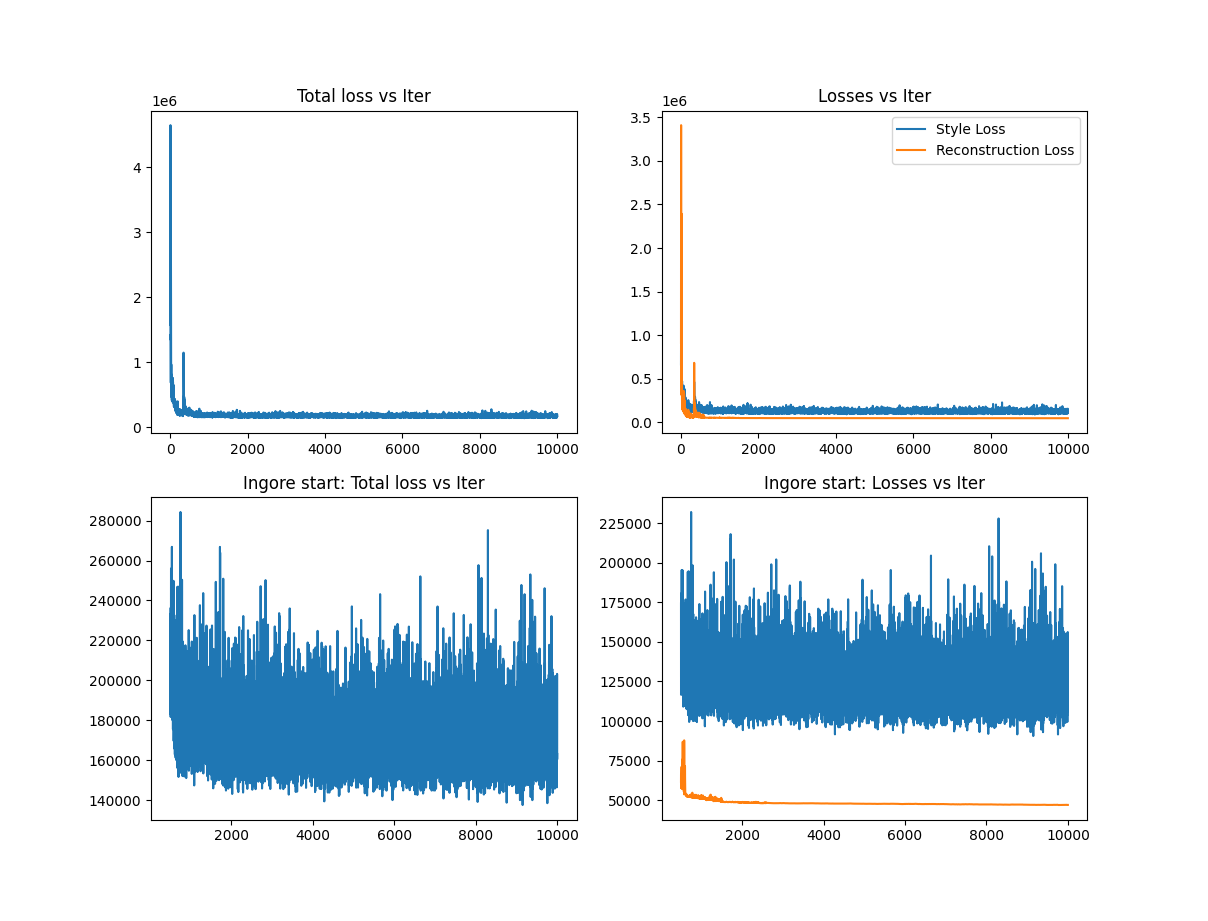 Total loss vs Iter
1e6
4
3
2
1
0
0 2000 4000 6000 8000 10000
Losses vs Iter
1e6
3.5
3.0
2.5
2.0
1.5
1.0
0.5
0.0
Style Loss
Reconstruction Loss
0 2000 4000 6000 8000 10000
Ingore start: Total loss vs Iter
280000
260000
240000
220000
200000
180000
160000
140000
2000 4000 6000 8000 10000
Ingore start: Losses vs Iter
225000
200000
175000
150000
125000
100000
75000
50000
2000 4000 6000 8000 10000